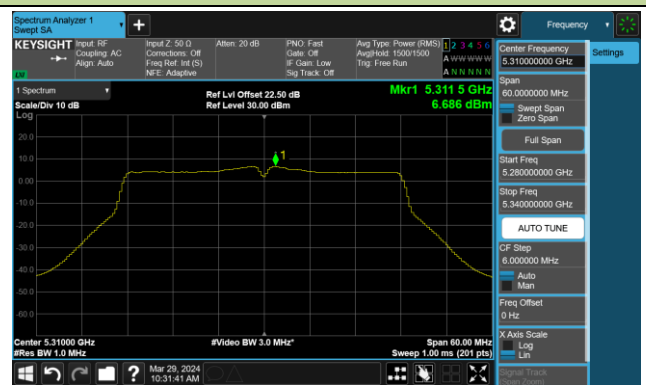 Spectrum Analyzer 1
Swept SA
+
Frequency
KEYSIGHT
Input: RF
Coupling: AC
Align: Auto
Input Z: 50 Ω
Corrections: Off
Freq Ref: Int (S)
NFE: Adaptive
Atten: 20 dB
PNO: Fast
Gate: Off
IF Gain: Low
Sig Track: Off
Avg Type: Power (RMS)
Avg|Hold: 1500/1500
Trig: Free Run
1 2 3 4 5 6
A W W W W W
A N N N N N
LW
1 Spectrum
Scale/Div 10 dB
Log
Ref Lvl Offset 22.50 dB
Ref Level 30.00 dBm
Mkr1 5.311 5 GHz
6.686 dBm
20.0
10.0
0.00
-10.0
-20.0
-30.0
-40.0
-50.0
-60.0
1
Center 5.31000 GHz
#Res BW 1.0 MHz
#Video BW 3.0 MHz*
Span 60.00 MHz
Sweep 1.00 ms (201 pts)
Center Frequency
5.310000000 GHz
Settings
Span
60.0000000 MHz
Swept Span
Zero Span
Full Span
Start Freq
5.280000000 GHz
Stop Freq
5.340000000 GHz
AUTO TUNE
CF Step
6.000000 MHz
Auto
Man
Freq Offset
0 Hz
X Axis Scale
Log
Lin
Signal Track
(Span Zoom)
?
Mar 29, 2024
10:31:41 AM